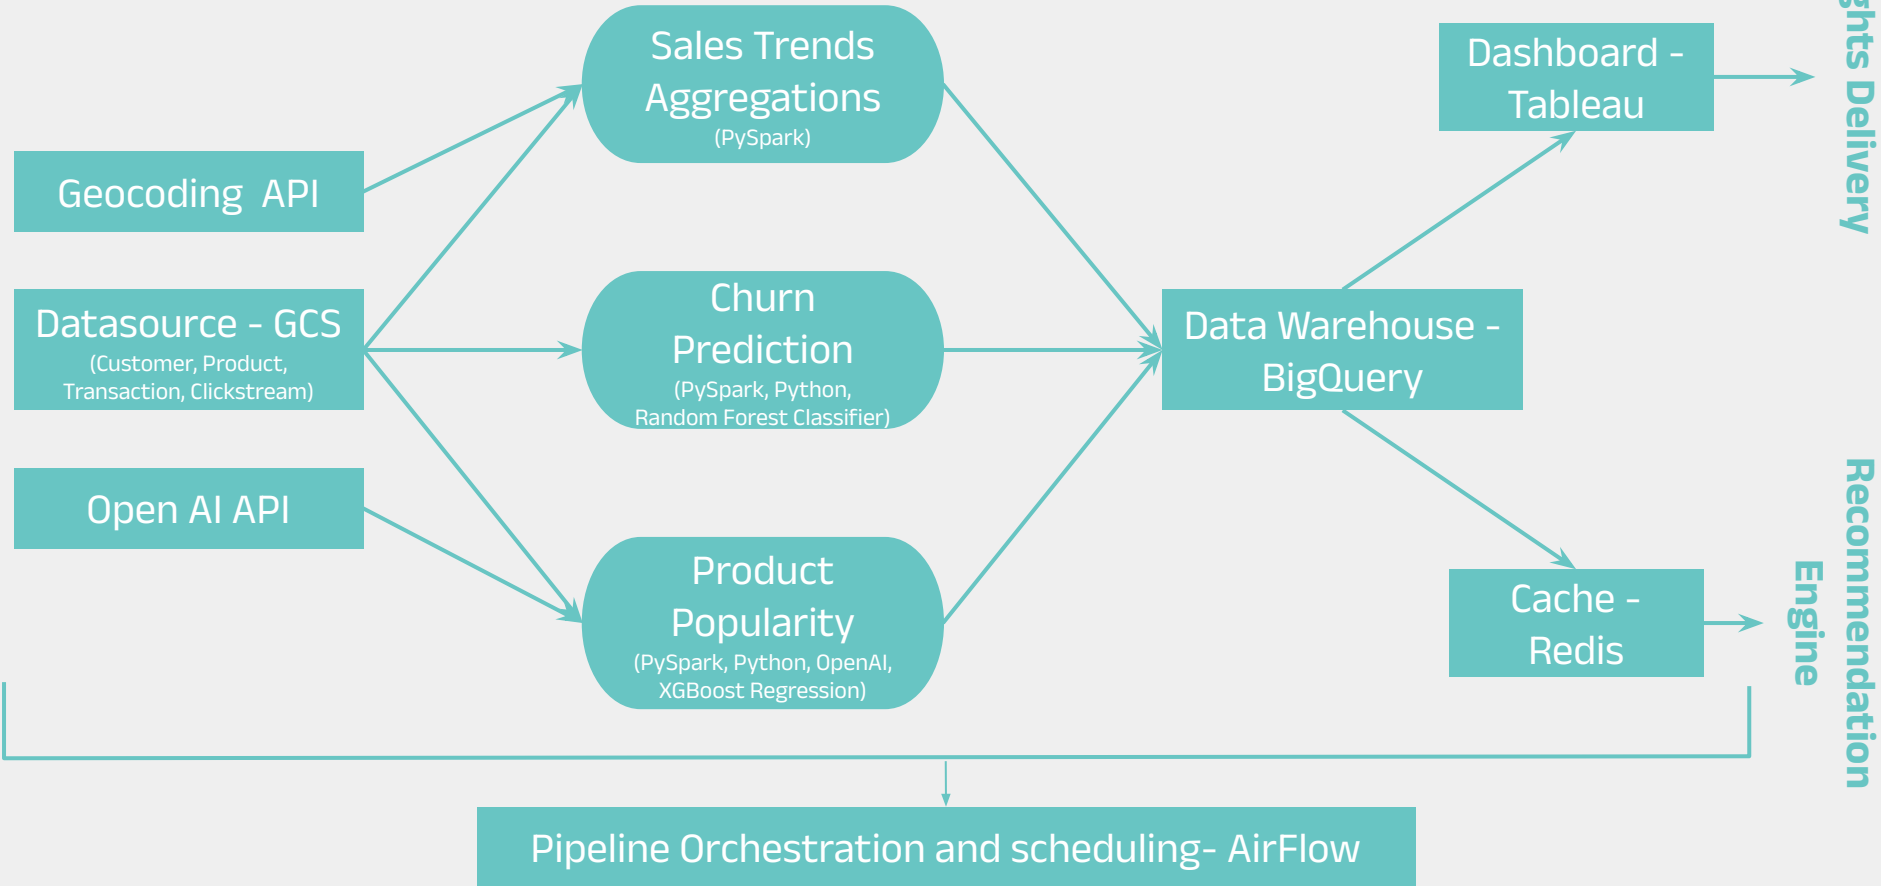 Sales Trends
Aggregations
(PySpark)
Dashboard -
Tableau
Delivery
Geocoding API
Datasource - GCS
(Customer, Product,
Transaction, Clickstream)
Churn
Prediction
(PySpark, Python,
Random Forest Classifier)
Data Warehouse -
BigQuery
Open AI API
Product
Popularity
(PySpark, Python, OpenAI,
XGBoost Regression)
Cache -
Redis
Recommendation
Engine
Pipeline Orchestration and scheduling- AirFlow